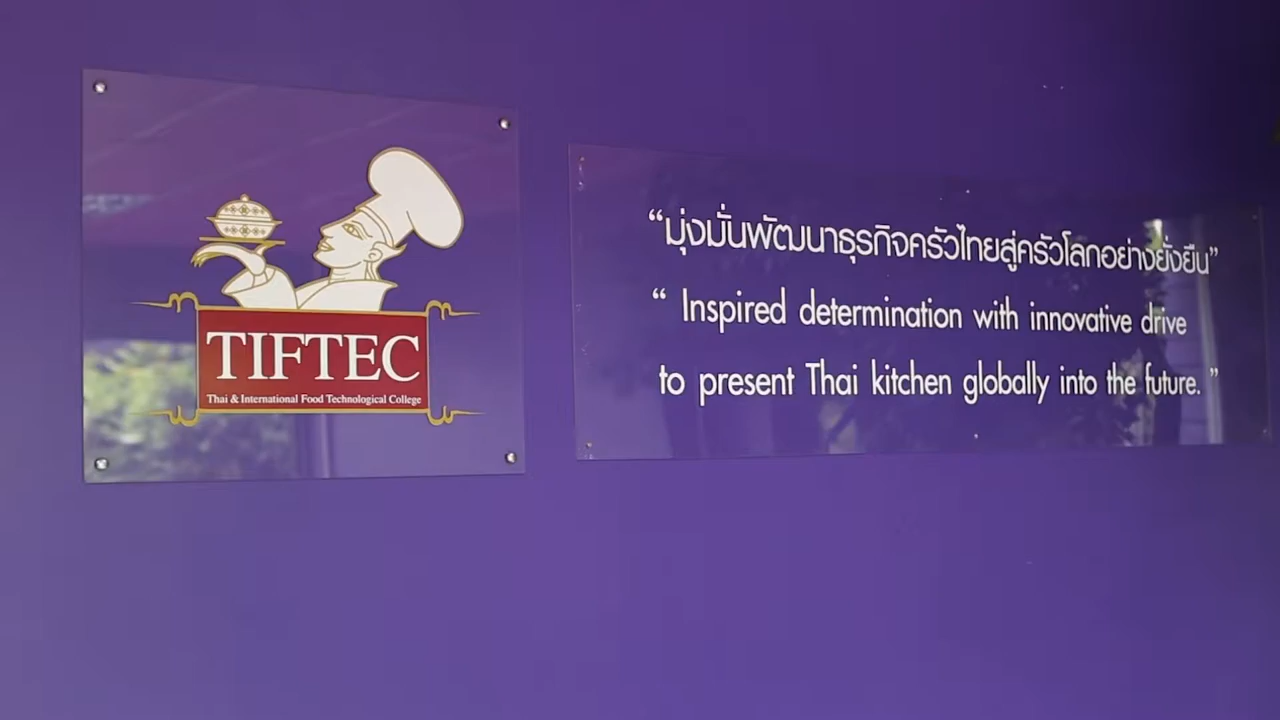 TIFTEC
Thai & International Food Technological College
“มุ่งมั่นพัฒนาธุรกิจครัวไทยสู่ครัวโลกอย่างยั่งยืน”
“ Inspired determination with innovative drive
to present Thai kitchen globally into the future. ”